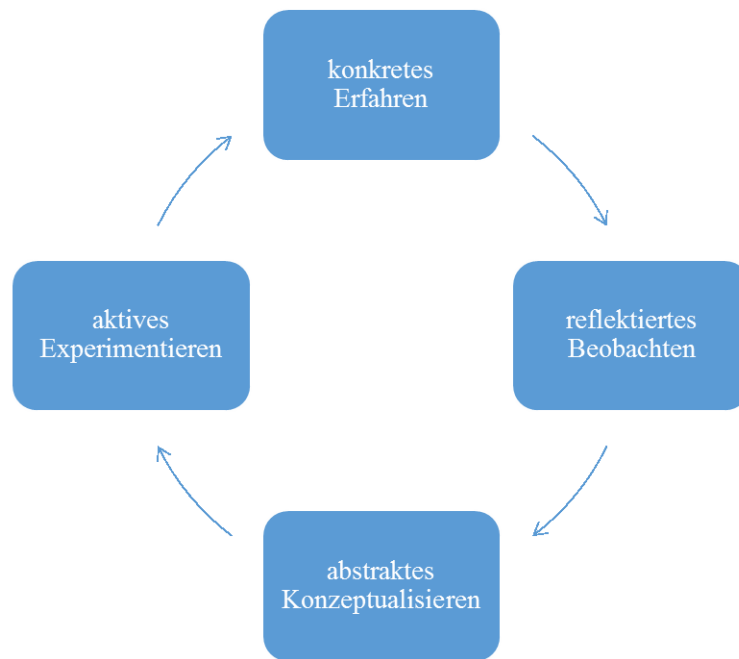 konkretes
Erfahren
reflektiertes
Beobachten
abstraktes
Konzeptualisieren
aktives
Experimentieren